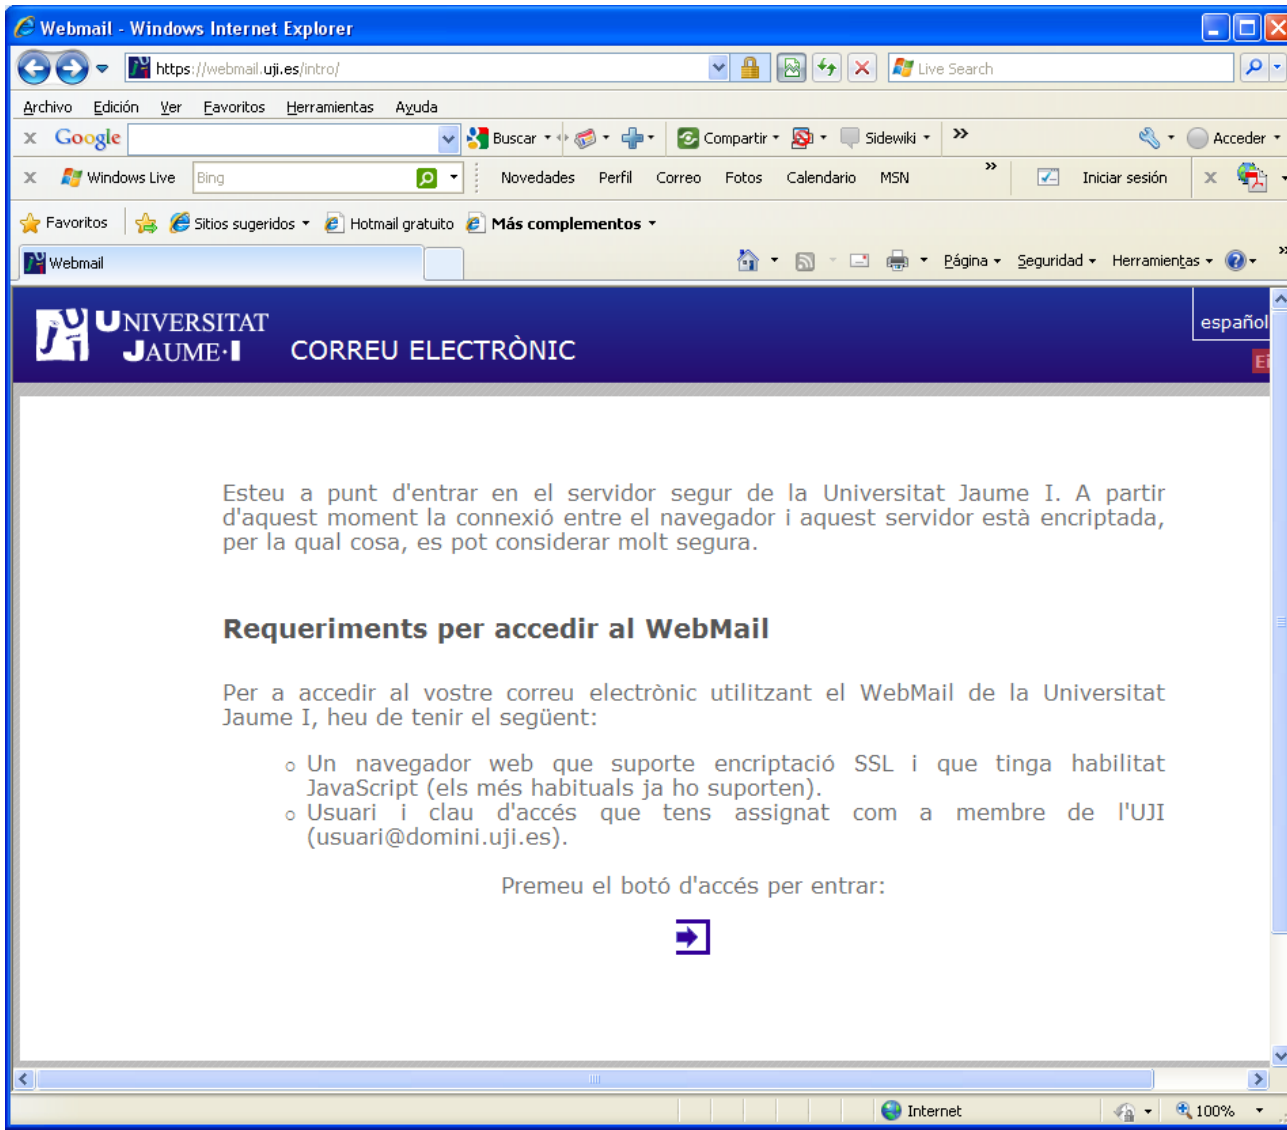 Webmail - Windows Internet Explorer
https://webmail.uji.es/intro/
Live Search
Archivo Edición Ver Favoritos Herramientas Ayuda
x Google Buscar Compartir Sidewiki » Acceder
x Windows Live Bing Novedades Perfil Correo Fotos Calendario MSN » Iniciar sesión x
Favoritos Sitios sugeridos Hotmail gratuito Más complementos
Webmail Página Seguridad Herramientas »
UNIVERSITAT
JAUME·I CORREU ELECTRÒNIC
español
Ei
Esteu a punt d'entrar en el servidor segur de la Universitat Jaume I. A partir
d'aquest moment la connexió entre el navegador i aquest servidor està encriptada,
per la qual cosa, es pot considerar molt segura.
Requeriments per accedir al WebMail
Per a accedir al vostre correu electrònic utilitzant el WebMail de la Universitat
Jaume I, heu de tenir el següent:
Un navegador web que suporte encriptació SSL i que tinga habilitat
JavaScript (els més habituals ja ho suporten).
Usuari i clau d'accés que tens assignat com a membre de l'UJI
(usuari@domini.uji.es).
Premeu el botó d'accés per entrar:
Internet 100%